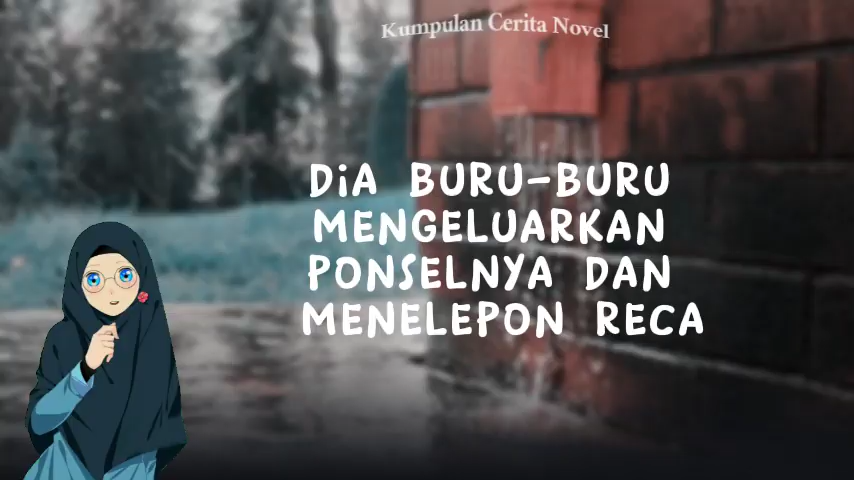 Kumpulan Cerita Novel
DiA BURU-BURU
MENGELUARKAN
PONSELNYA DAN
MENELEPON RECA